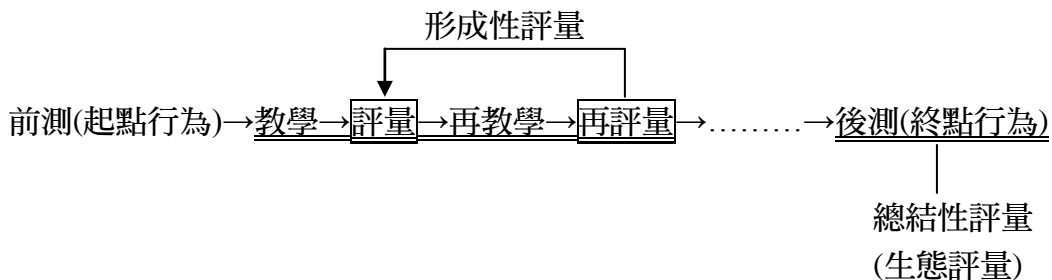 形成性評量
前測(起點行為)→教學→評量→再教學→再評量→………→後測(終點行為)
總結性評量
(生態評量)